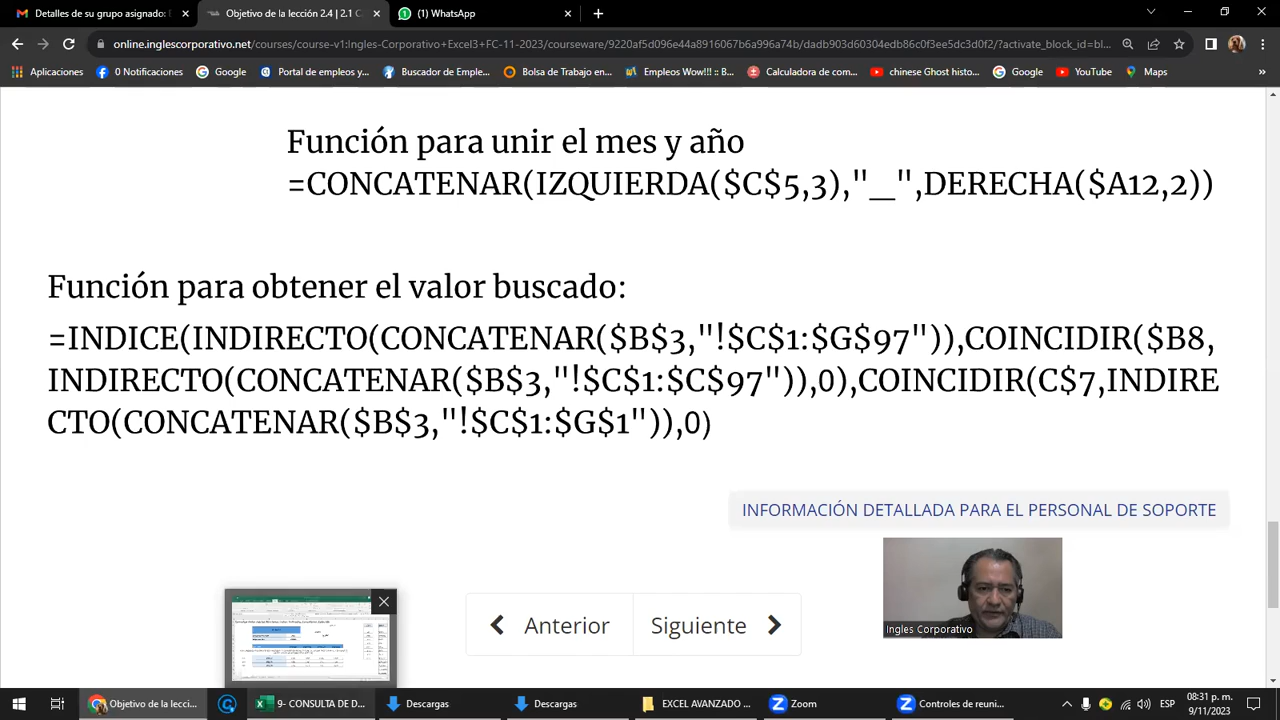 Detalles de su grupo asignado: E
Objetivo de la lección 2.4 | 2.1 C
(1) WhatsApp
online.inglescorporativo.net/courses/course-v1:Ingles-Corporativo+Excel3+FC-11-2023/courseware/9220af5d096e44a8916067b6a996a74b/dadb903d60304edb86c0f3ee5dc3d0f2/?activate_block_id=bl...
Aplicaciones
0 Notificaciones
Google
Portal de empleos y...
Buscador de Emple...
Bolsa de Trabajo en...
Empleos Wow!!! :: B...
Calculadora de com...
chinese Ghost histo...
Google
YouTube
Maps
»
Función para unir el mes y año
=CONCATENAR(IZQUIERDA($C$5,3),"_",DERECHA($A12,2))
Función para obtener el valor buscado:
=INDICE(INDIRECTO(CONCATENAR($B$3,"!$C$1:$G$97")),COINCIDIR($B8,
INDIRECTO(CONCATENAR($B$3,"!$C$1:$C$97")),0),COINCIDIR(C$7,INDIRE
CTO(CONCATENAR($B$3,"!$C$1:$G$1")),0)
INFORMACIÓN DETALLADA PARA EL PERSONAL DE SOPORTE
Anterior
Siguiente
Ingles Corporativo
Objetivo de la lecci...
9- CONSULTA DE D...
Descargas
Descargas
EXCEL AVANZADO ...
Zoom
Controles de reuni...
ESP
08:31 p. m.
9/11/2023